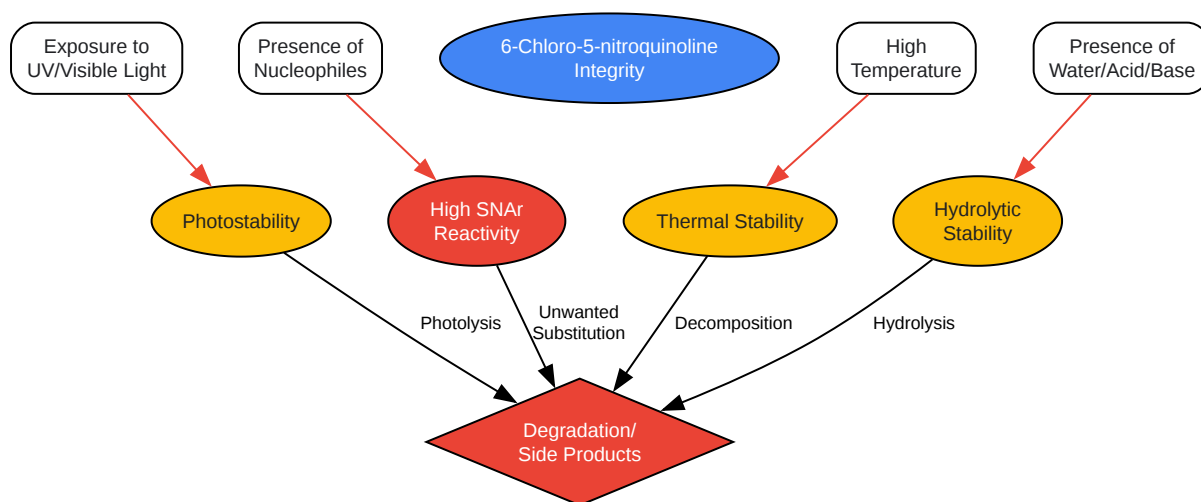 Exposure to
UV/Visible Light
Presence of
Nucleophiles
6-Chloro-5-nitroquinoline
Integrity
High
Temperature
Presence of
Water/Acid/Base
Photostability
High SNAr
Reactivity
Thermal Stability
Hydrolytic
Stability
Photolysis
Unwanted
Substitution
Decomposition
Hydrolysis
Degradation/
Side Products